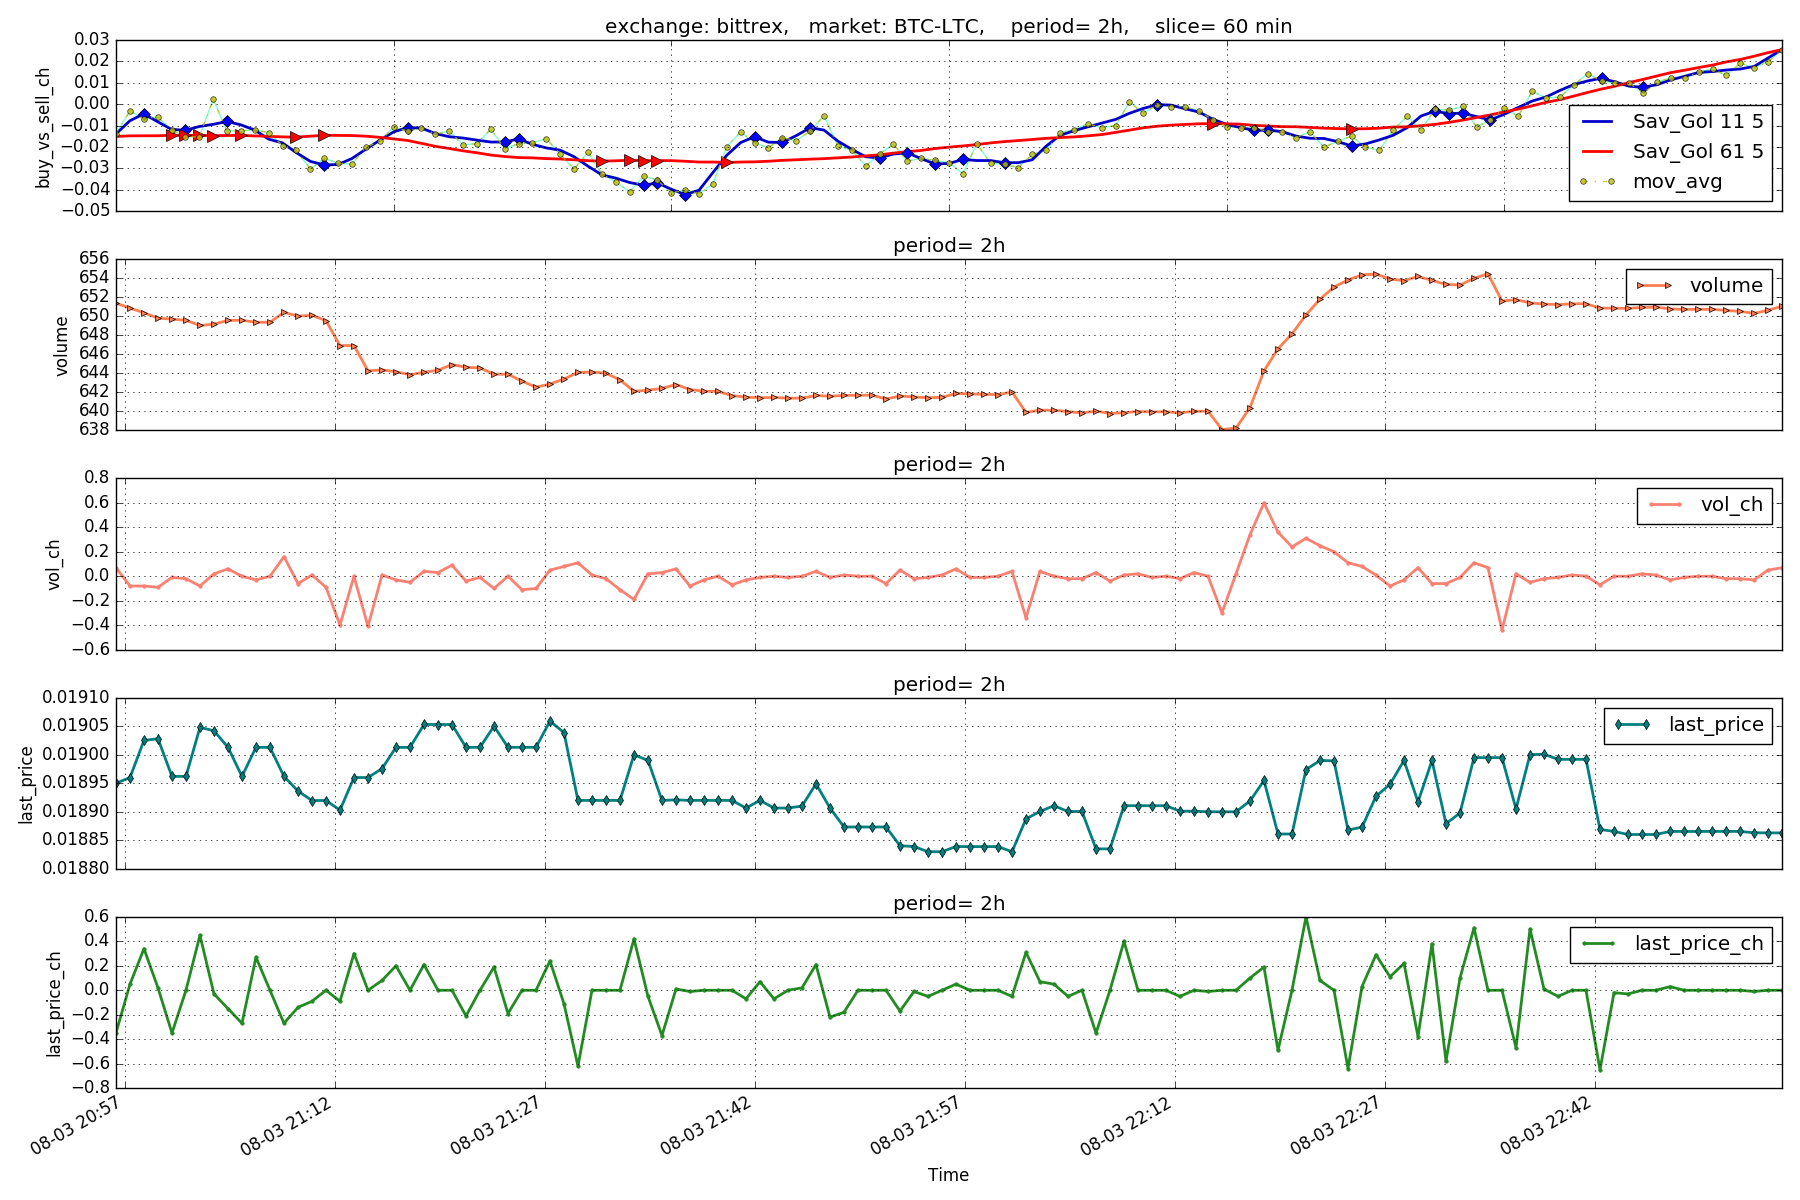 exchange: bittrex,   market: BTC-LTC,    period= 2h,    slice= 60 min
0.03
0.02
0.01
0.00
−0.01
−0.02
−0.03
−0.04
−0.05
buy_vs_sell_ch
Sav_Gol 11 5
Sav_Gol 61 5
mov_avg
period= 2h
656
654
652
650
648
646
644
642
640
638
volume
volume
period= 2h
0.8
0.6
0.4
0.2
0.0
−0.2
−0.4
−0.6
vol_ch
vol_ch
period= 2h
0.01910
0.01905
0.01900
0.01895
0.01890
0.01885
0.01880
last_price
last_price
period= 2h
0.6
0.4
0.2
0.0
−0.2
−0.4
−0.6
−0.8
last_price_ch
last_price_ch
08-03 20:57
08-03 21:12
08-03 21:27
08-03 21:42
08-03 21:57
08-03 22:12
08-03 22:27
08-03 22:42
Time